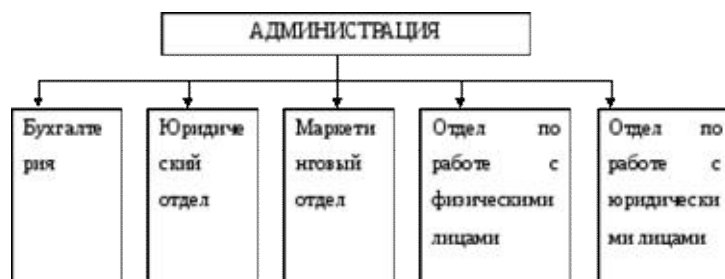 АДМИНИСТРАЦИЯ
Бухгалте
рия
Юридиче
ский
отдел
Маркети
нговый
отдел
Отдел по
работе с
физическими
лицами
Отдел по
работе с
юридически
ми лицами